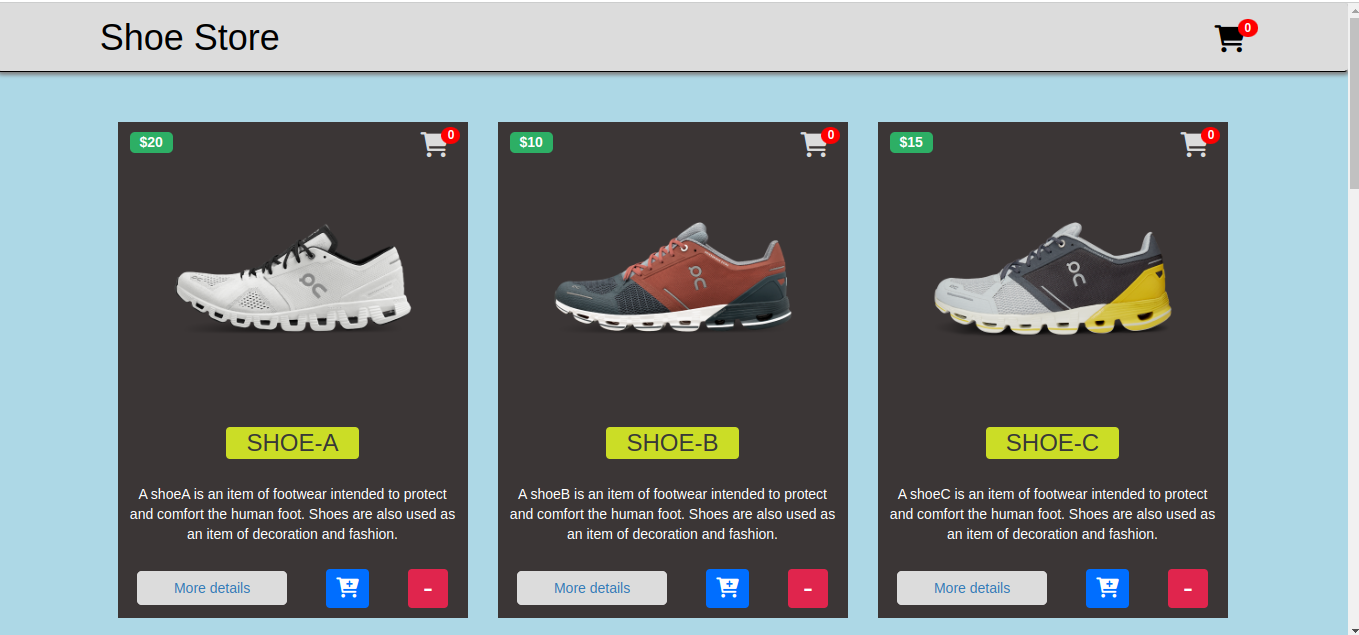 Shoe Store
0
$20
0
$10
0
$15
0
SHOE-A
SHOE-B
SHOE-C
A shoeA is an item of footwear intended to protect
and comfort the human foot. Shoes are also used as
an item of decoration and fashion.
A shoeB is an item of footwear intended to protect
and comfort the human foot. Shoes are also used as
an item of decoration and fashion.
A shoeC is an item of footwear intended to protect
and comfort the human foot. Shoes are also used as
an item of decoration and fashion.
More details
-
More details
-
More details
-